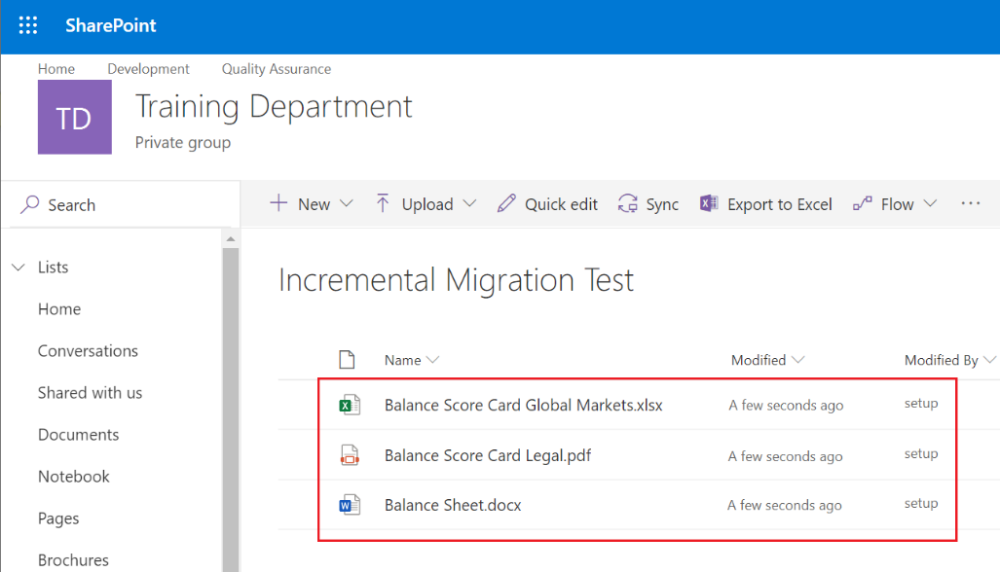 SharePoint
Home Development Quality Assurance
TD
Training Department
Private group
Search
New Upload Quick edit Sync Export to Excel Flow ...
Lists
Home
Conversations
Shared with us
Documents
Notebook
Pages
Brochures
Incremental Migration Test
Name Modified Modified By
Balance Score Card Global Markets.xlsx A few seconds ago setup
Balance Score Card Legal.pdf A few seconds ago setup
Balance Sheet.docx A few seconds ago setup